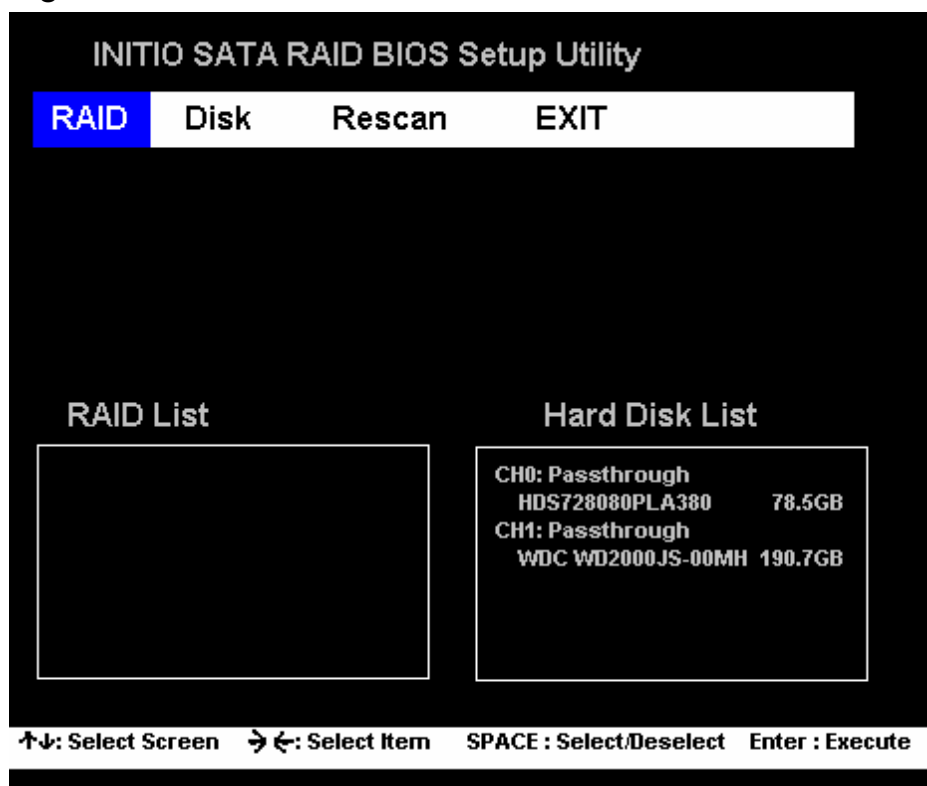 INITIO SATA RAID BIOS Setup Utility
RAID Disk Rescan EXIT
RAID List
Hard Disk List
CH0: Passthrough
HDS728080PLA380 78.5GB
CH1: Passthrough
WDC WD2000JS-00MH 190.7GB
↑↓: Select Screen →←: Select Item SPACE : Select/Deselect Enter : Execute